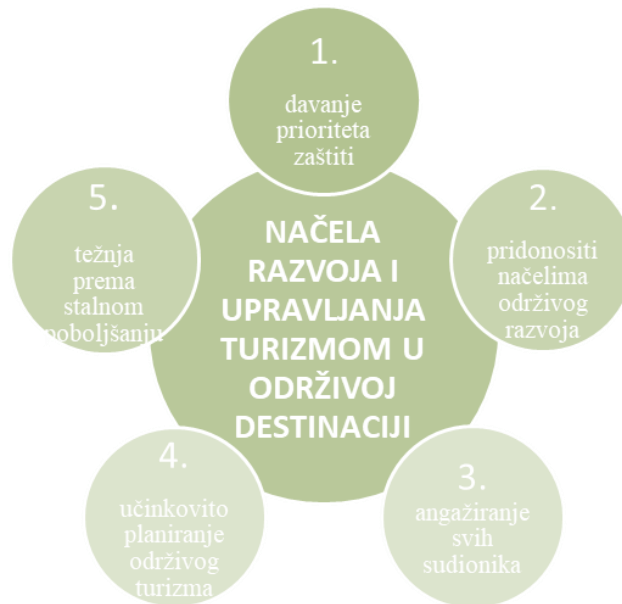 1.
davanje
prioriteta
zaštiti
NAČELA
RAZVOJA I
UPRAVLJANJA
TURIZMOM U
ODRŽIVOJ
DESTINACIJI
2.
pridonositi
načelima
održivog
razvoja
3.
angažiranje
svih
sudionika
4.
učinkovito
planiranje
održivog
turizma
5.
težnja
prema
stalnom
poboljšanju